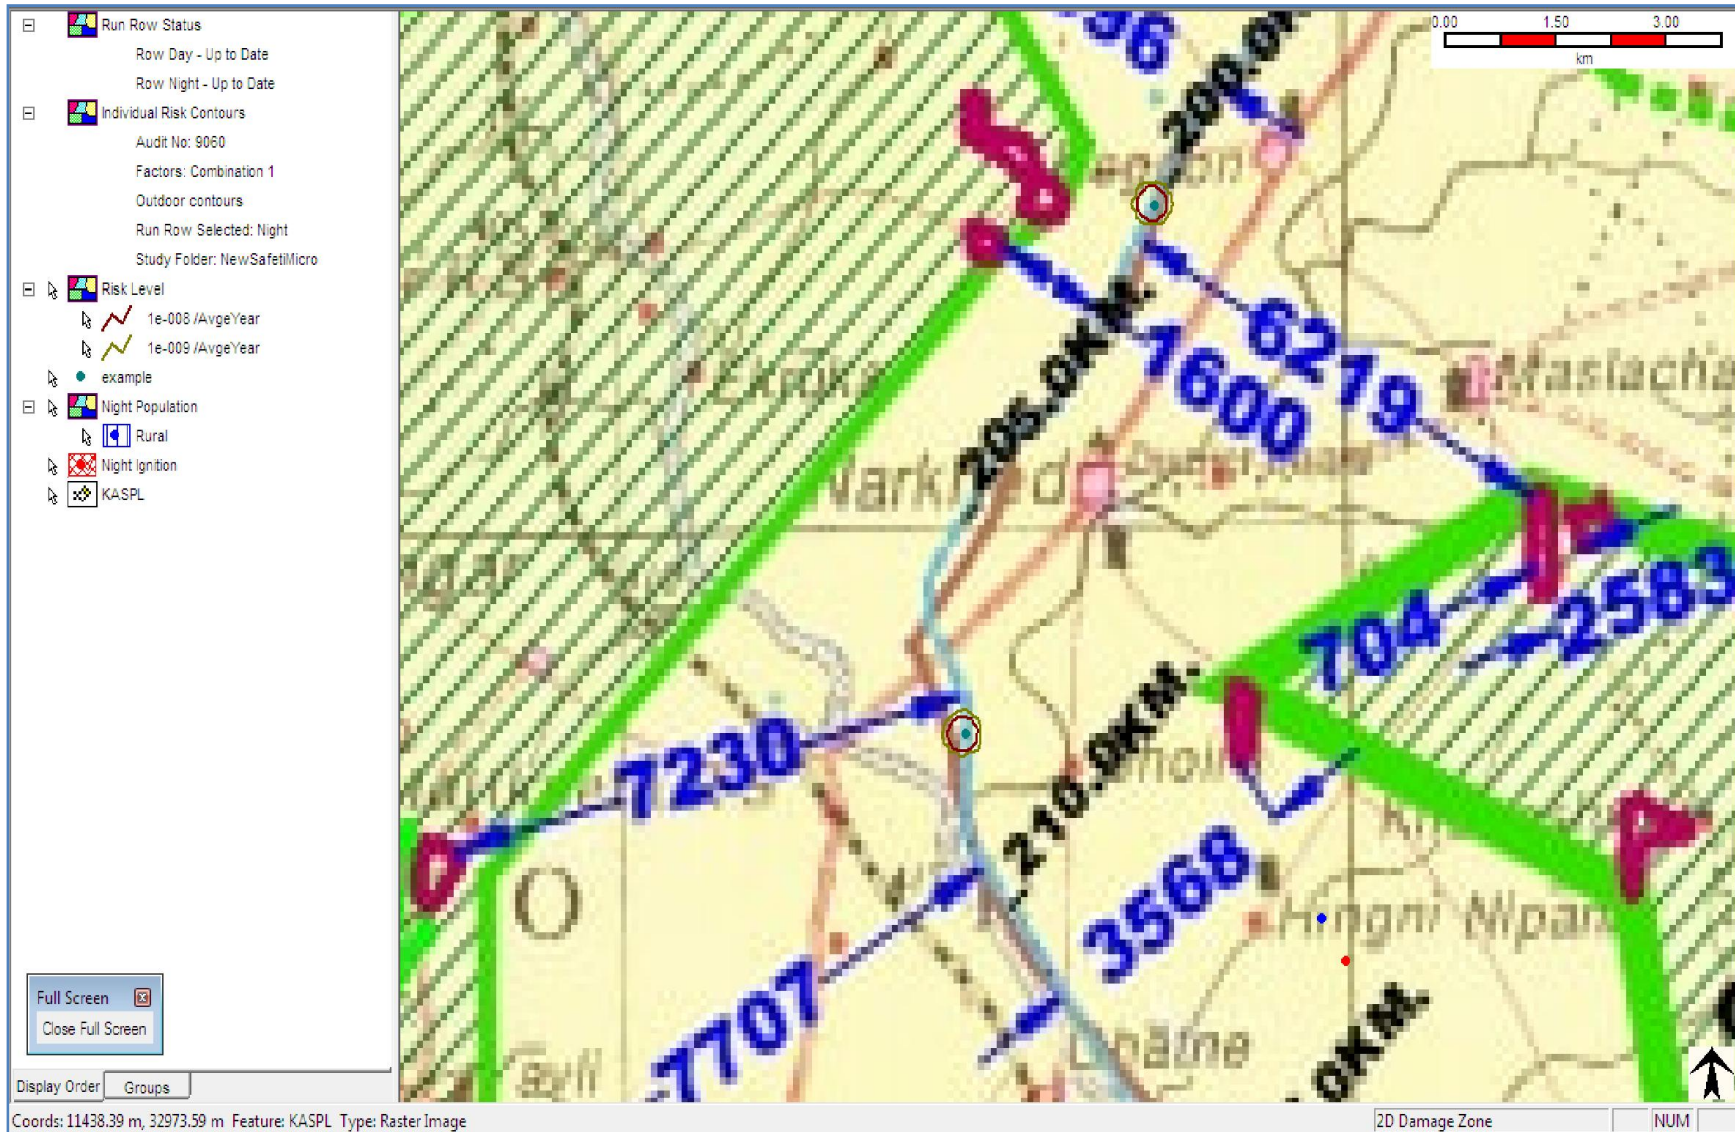 Run Row Status
Row Day - Up to Date
Row Night - Up to Date
Individual Risk Contours
Audit No: 9060
Factors: Combination 1
Outdoor contours
Run Row Selected: Night
Study Folder: NewSafetiMicro
Risk Level
1e-008 /AvgeYear
1e-009 /AvgeYear
example
Night Population
Rural
Night Ignition
KASPL
Full Screen
Close Full Screen
Display Order
Groups
0.00 1.50 3.00
km
6219
1600
205.0KM.
704
2583
7230
210.0KM.
3568
Hingni Nipani
7707
Coords: 11438.39 m, 32973.59 m Feature: KASPL Type: Raster Image
2D Damage Zone
NUM